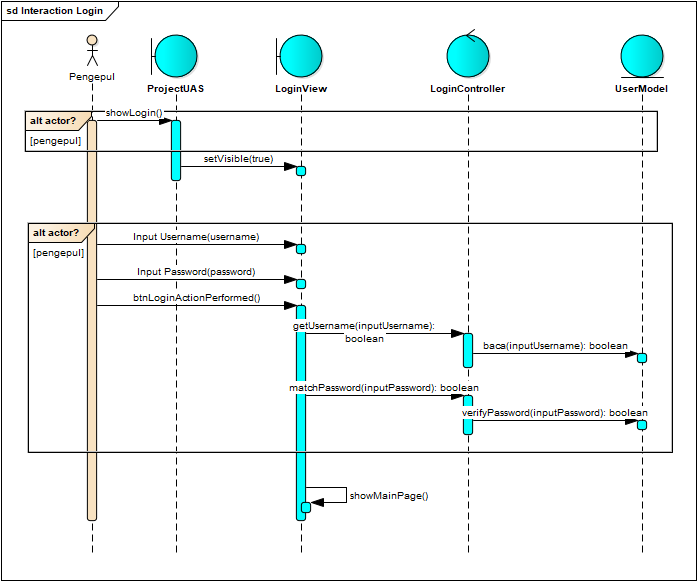 sd Interaction Login
Pengepul
ProjectUAS
LoginView
LoginController
UserModel
alt actor?
showLogin()
[pengepul]
setVisible(true)
alt actor?
Input Username(username)
[pengepul]
Input Password(password)
btnLoginActionPerformed()
getUsername(inputUsername):
boolean
baca(inputUsername): boolean
matchPassword(inputPassword): boolean
verifyPassword(inputPassword): boolean
showMainPage()